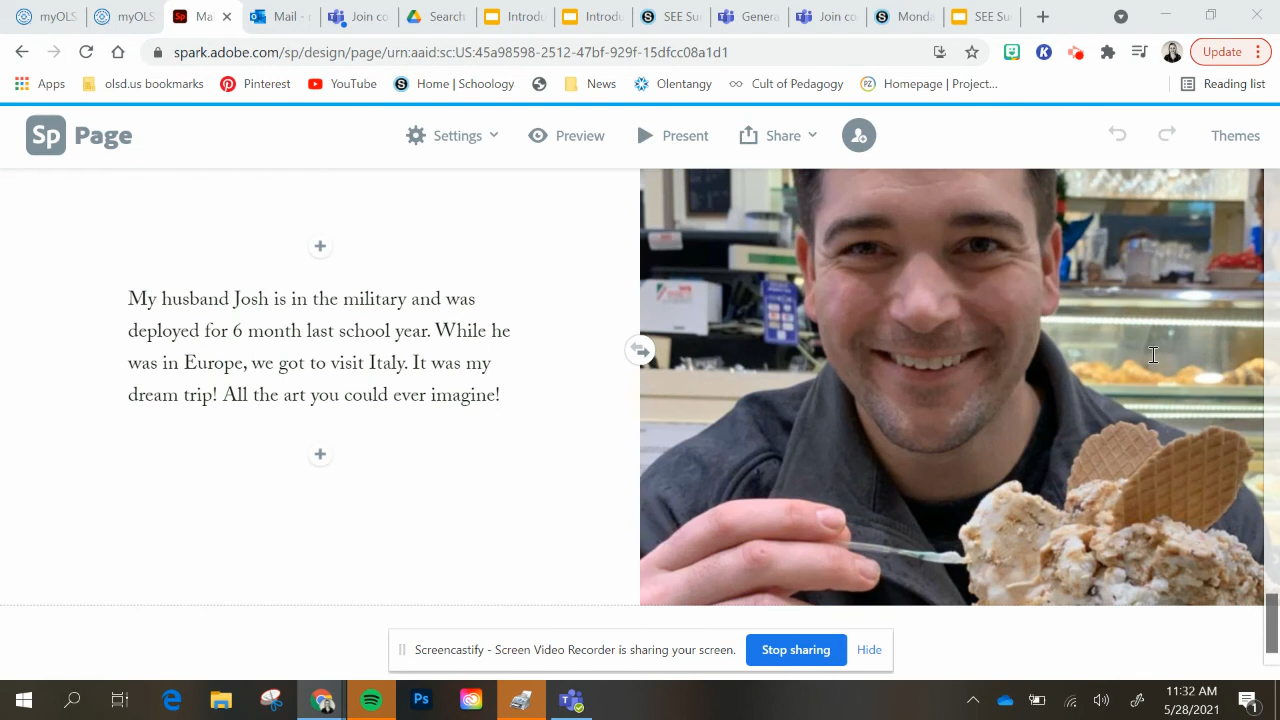 myOLS
myOLS
Ma
Mail -
Join co
Search
Introdu
Introdu
SEE Su
Genera
Join co
Monda
SEE Su
spark.adobe.com/sp/design/page/urn:aaid:sc:US:45a98598-2512-47bf-929f-15dfcc08a1d1
Update
Apps
olsd.us bookmarks
Pinterest
YouTube
Home | Schoology
News
Olentangy
Cult of Pedagogy
Homepage | Project...
Reading list
Sp Page
Settings
Preview
Present
Share
Themes
My husband Josh is in the military and was
deployed for 6 month last school year. While he
was in Europe, we got to visit Italy. It was my
dream trip! All the art you could ever imagine!
Screencastify - Screen Video Recorder is sharing your screen.
Stop sharing
Hide
Ps
11:32 AM
5/28/2021
1